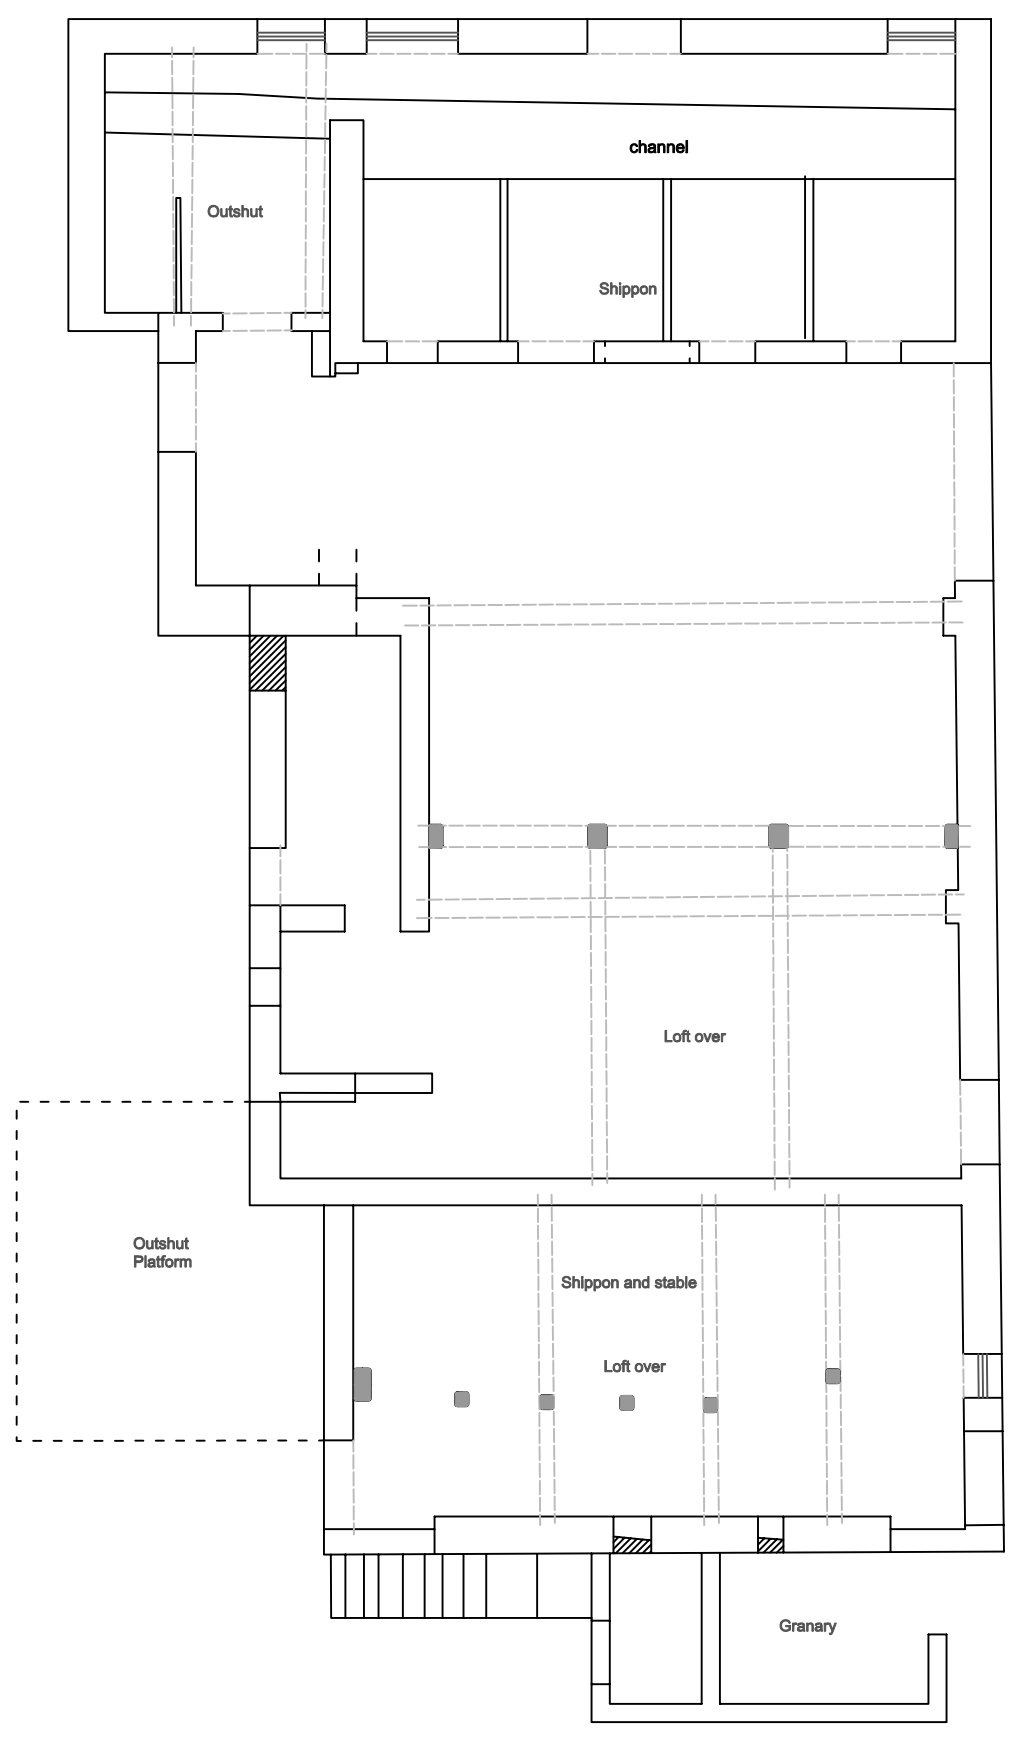 channel
Outshut
Shippon
Loft over
Outshut
Platform
Shippon and stable
Loft over
Granary